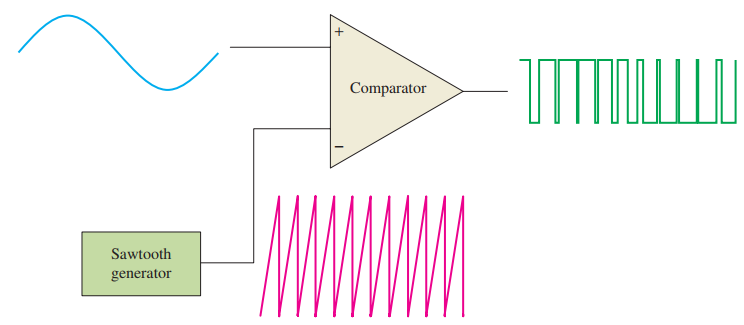 +
Comparator
−
Sawtooth
generator